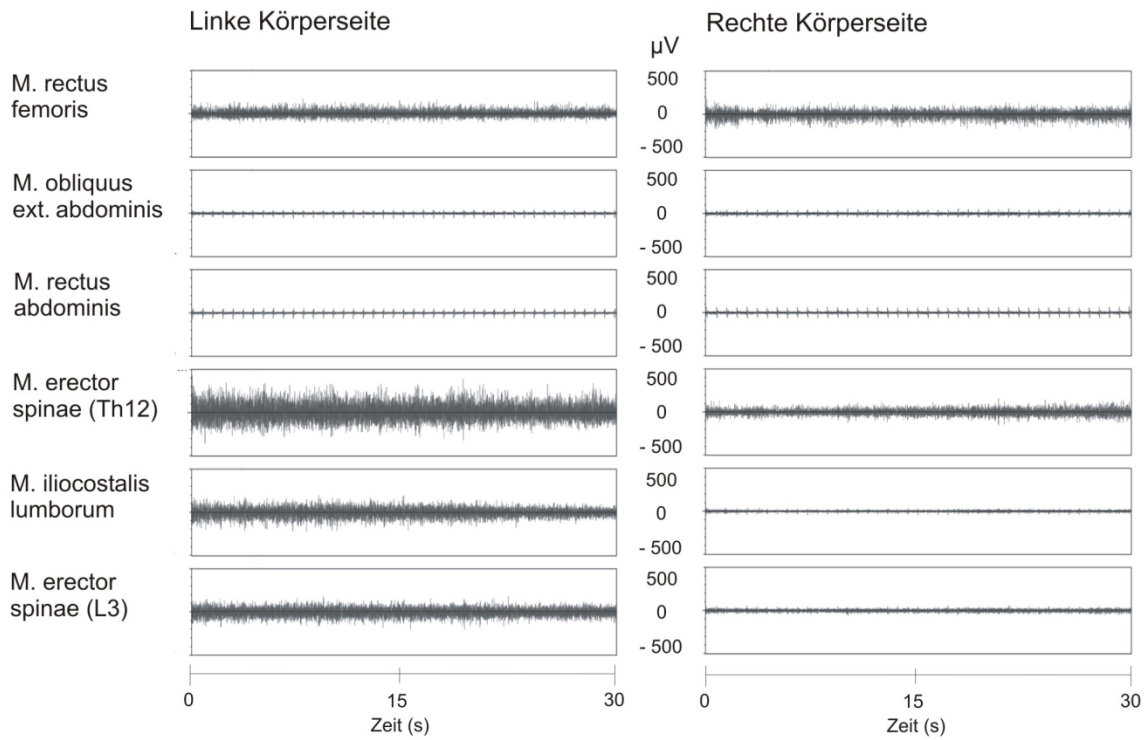 Linke Körperseite
Rechte Körperseite
µV
M. rectus
femoris
500
0
- 500
M. obliquus
ext. abdominis
500
0
- 500
M. rectus
abdominis
500
0
- 500
M. erector
spinae (Th12)
500
0
- 500
M. iliocostalis
lumborum
500
0
- 500
M. erector
spinae (L3)
500
0
- 500
0 15 30
Zeit (s)
0 15 30
Zeit (s)